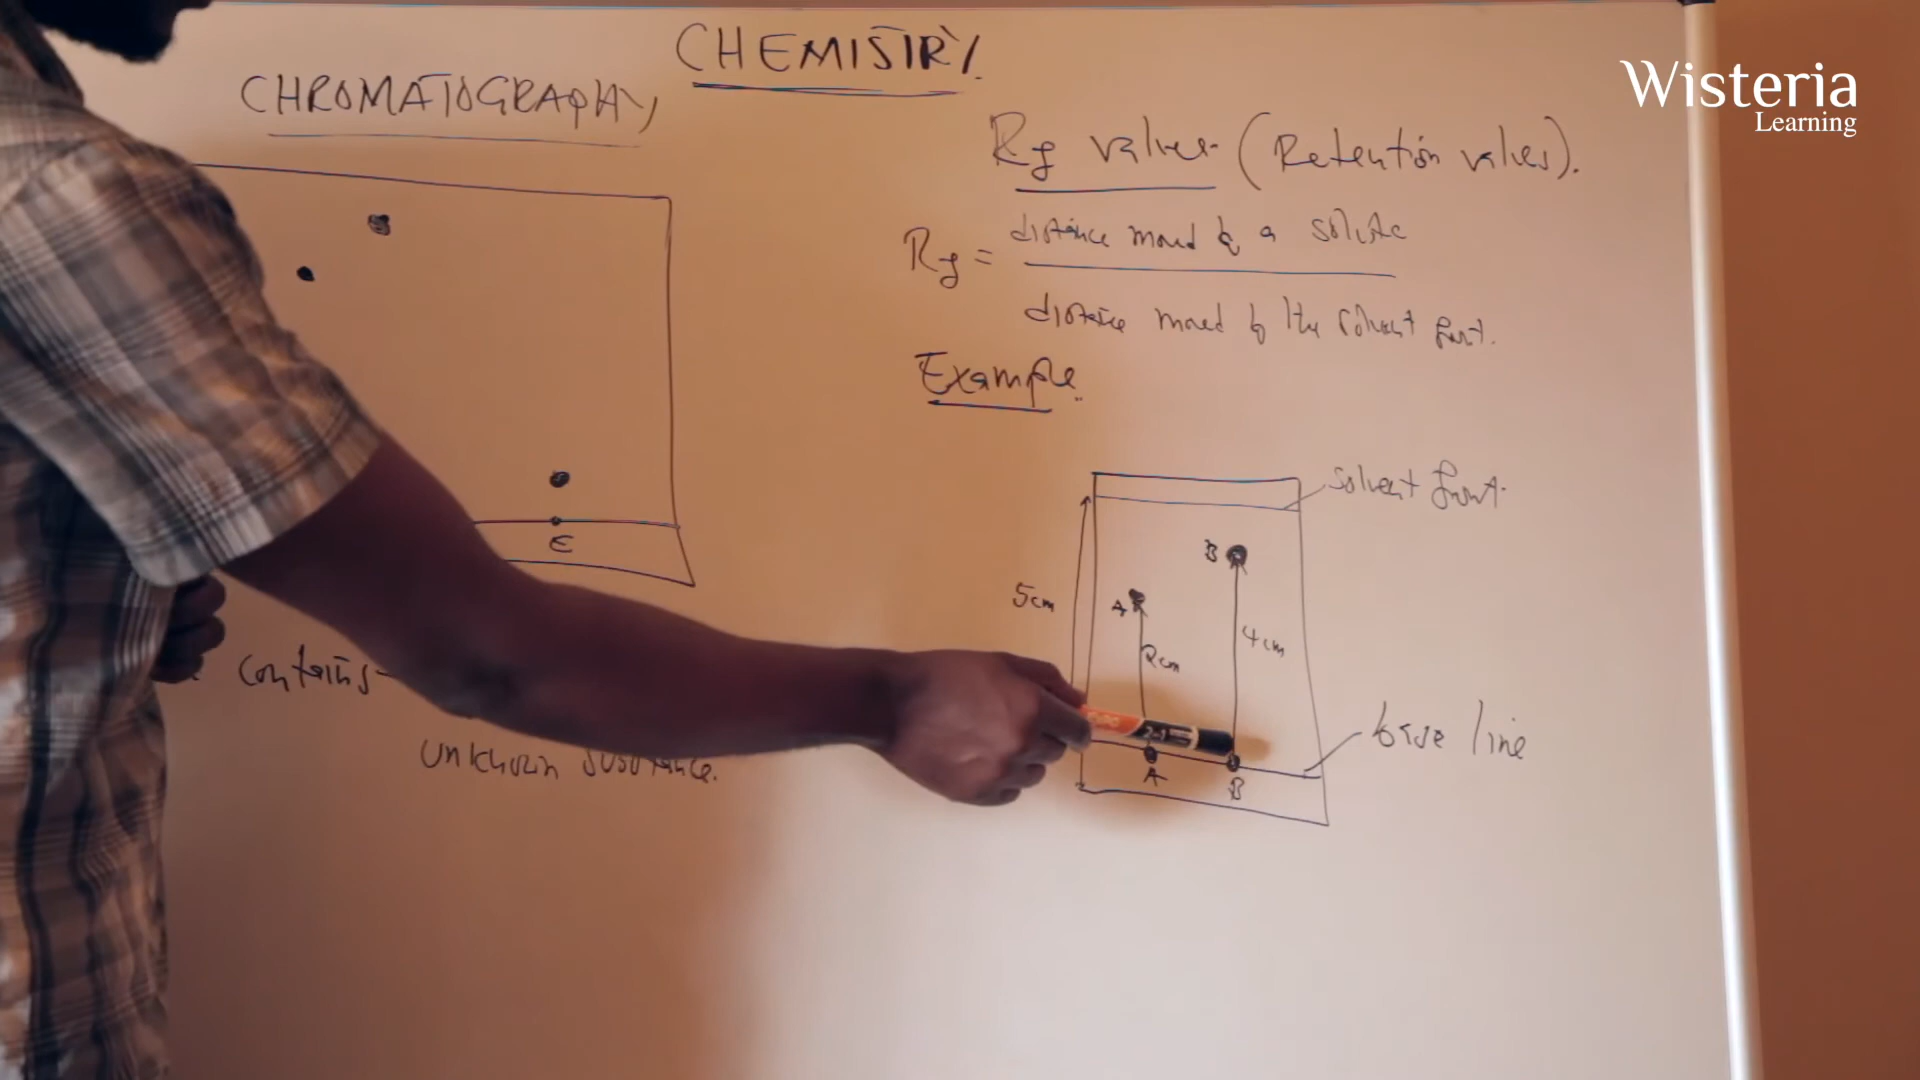 CHEMISTRY.
Wisteria
Learning
CHROMATOGRAPHY
Rf values (Retention values).
Rf = distance moved by a solute
distance moved by the solvent front.
Example
E
contains
unknown substance.
solvent front
B
5cm
A
4cm
2cm
base line
A
B